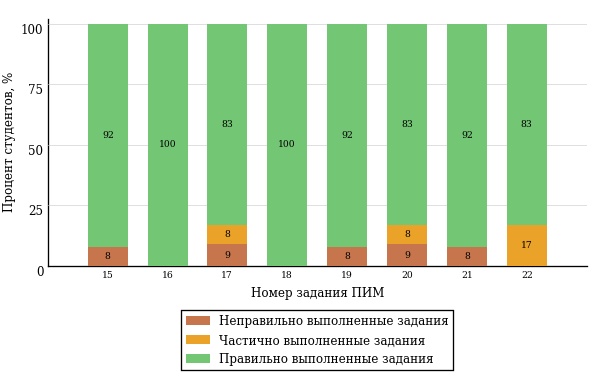 Процент студентов, %
100
75
50
25
0
92 100 83 100 92 83 92 83
8 8 17
8 9 8 9 8
15 16 17 18 19 20 21 22
Номер задания ПИМ
Неправильно выполненные задания
Частично выполненные задания
Правильно выполненные задания